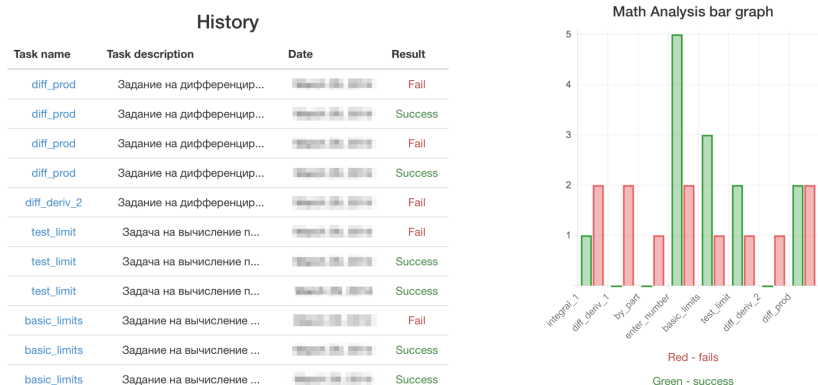 History
Task name Task description Date Result
diff_prod Задание на дифференцир... Fail
diff_prod Задание на дифференцир... Success
diff_prod Задание на дифференцир... Fail
diff_prod Задание на дифференцир... Success
diff_deriv_2 Задание на дифференцир... Fail
test_limit Задача на вычисление п... Fail
test_limit Задача на вычисление п... Success
test_limit Задача на вычисление п... Success
basic_limits Задание на вычисление ... Fail
basic_limits Задание на вычисление ... Success
basic_limits Задание на вычисление ... Success
Math Analysis bar graph
5
4
3
2
1
integral_1 diff_deriv_1 by_part enter_number basic_limits test_limit diff_deriv_2 diff_prod
Red - fails
Green - success